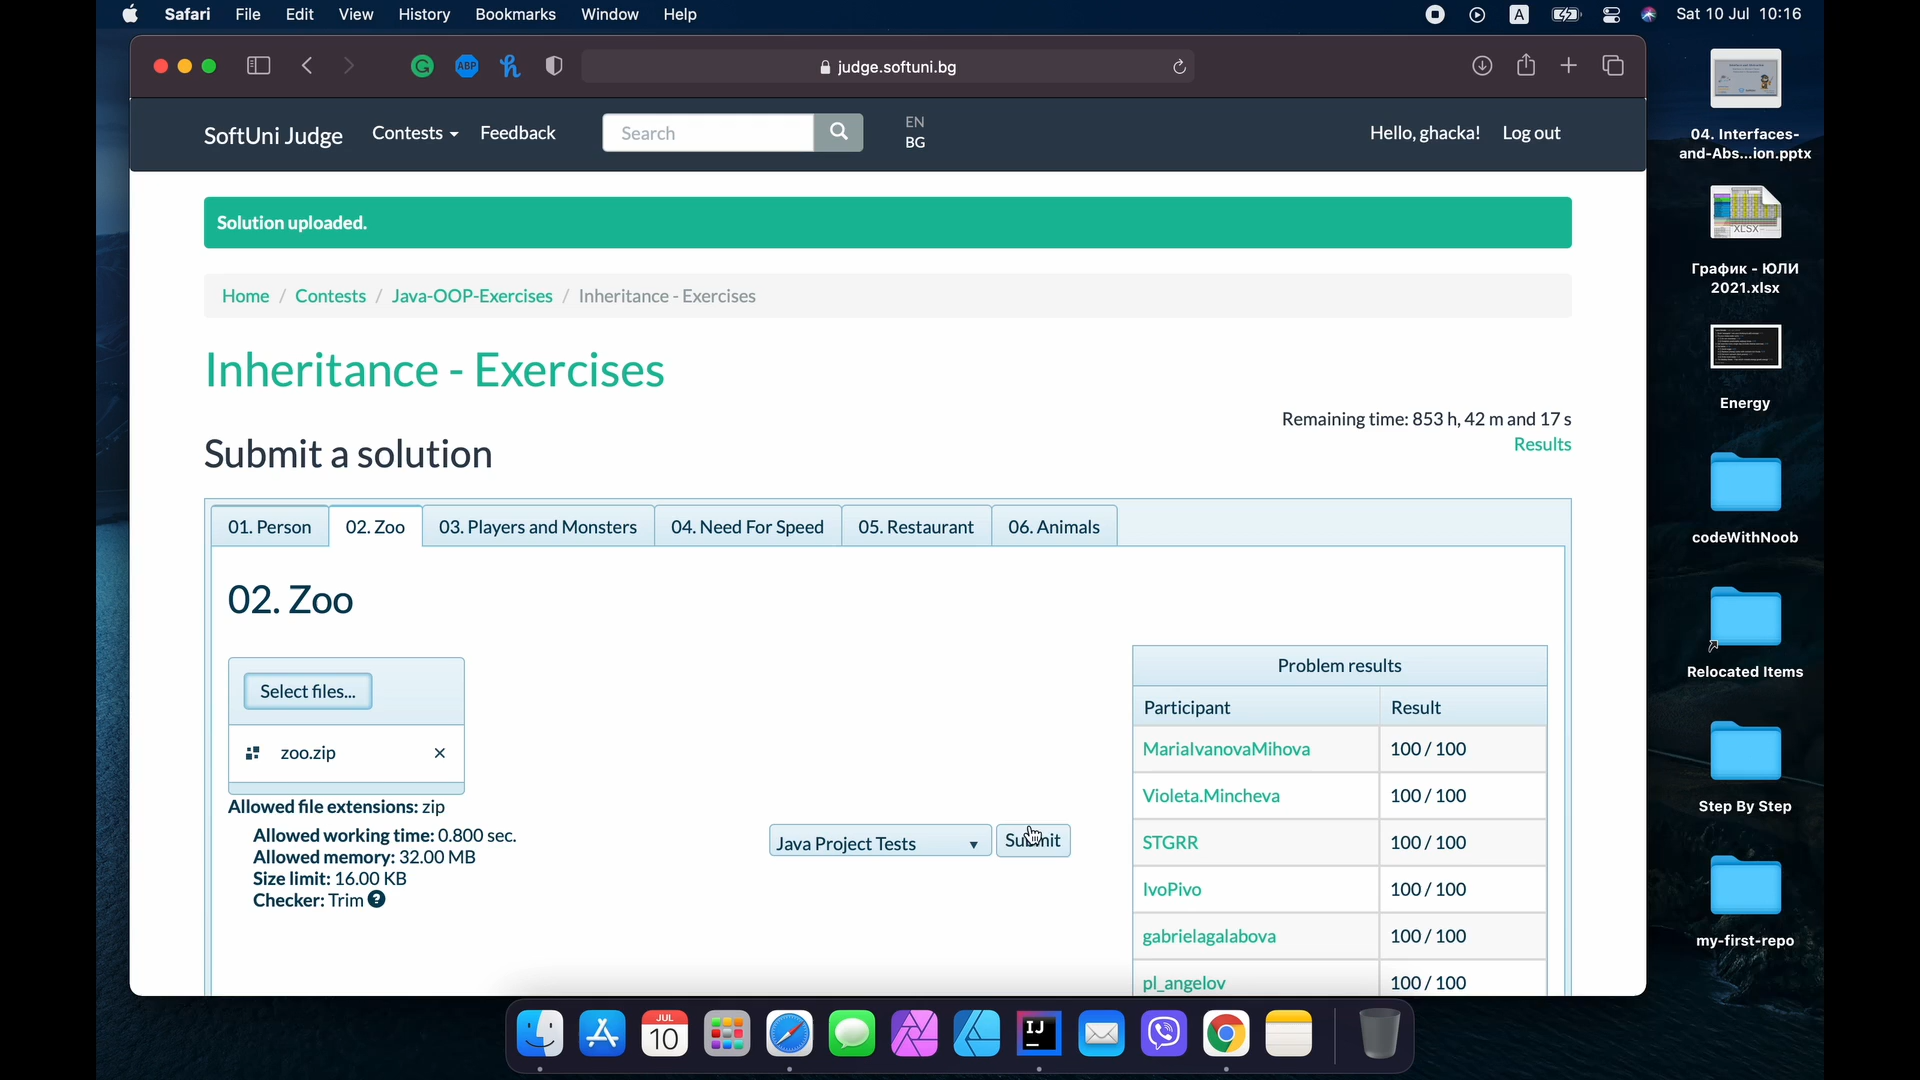 Safari File Edit View History Bookmarks Window Help A Sat 10 Jul 10:16
ABP judge.softuni.bg
SoftUni Judge Contests Feedback Search EN Hello, ghacka! Log out
BG
Solution uploaded.
Home / Contests / Java-OOP-Exercises / Inheritance - Exercises
Inheritance - Exercises
Remaining time: 853 h, 42 m and 17 s
Submit a solution
Results
01. Person 02. Zoo 03. Players and Monsters 04. Need For Speed 05. Restaurant 06. Animals
02. Zoo
Select files...
zoo.zip
Allowed file extensions: zip
Allowed working time: 0.800 sec.
Allowed memory: 32.00 MB
Size limit: 16.00 KB
Checker: Trim ?
Java Project Tests Submit
Problem results
Participant Result
MariaIvanovaMihova 100 / 100
Violeta.Mincheva 100 / 100
STGRR 100 / 100
IvoPivo 100 / 100
gabrielagalabova 100 / 100
pl_angelov 100 / 100
04. Interfaces-
and-Abs...ion.pptx
XLSX
График - ЮЛИ
2021.xlsx
Energy
codeWithNoob
Relocated Items
Step By Step
my-first-repo
JUL
10
IJ